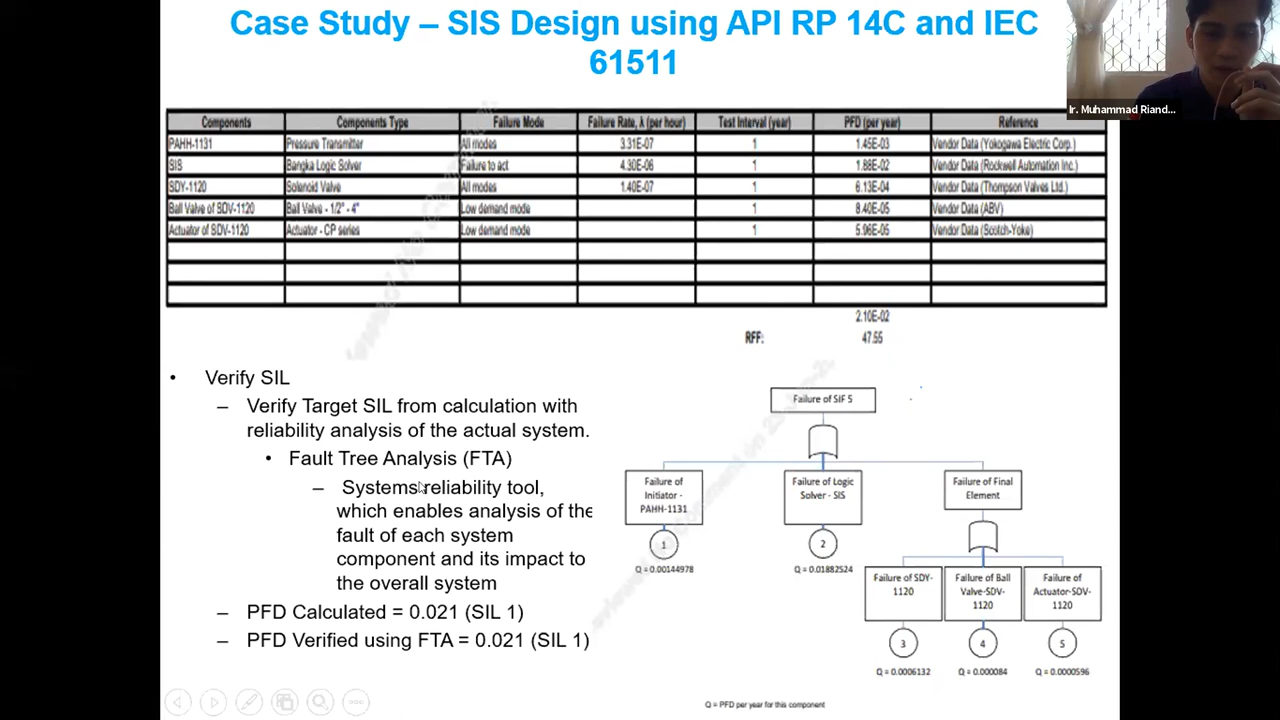 Case Study – SIS Design using API RP 14C and IEC
61511
Ir. Muhammad Riand...
Components Components Type Failure Mode Failure Rate, λ (per hour) Test Interval (year) PFD (per year) Reference
PAHH-1131 Pressure Transmitter All modes 3.31E-07 1 1.45E-03 Vendor Data (Yokogawa Electric Corp.)
SIS Bangka Logic Solver Failure to act 4.30E-06 1 1.88E-02 Vendor Data (Rockwell Automation Inc.)
SDY-1120 Solenoid Valve All modes 1.40E-07 1 6.13E-04 Vendor Data (Thompson Valves Ltd.)
Ball Valve of SDV-1120 Ball Valve - 1/2" - 4" Low demand mode 1 8.40E-05 Vendor Data (ABV)
Actuator of SDV-1120 Actuator - CP series Low demand mode 1 5.96E-05 Vendor Data (Scotch-Yoke)
2.10E-02
RFF: 47.55
• Verify SIL
– Verify Target SIL from calculation with
reliability analysis of the actual system.
• Fault Tree Analysis (FTA)
– Systems reliability tool,
which enables analysis of the
fault of each system
component and its impact to
the overall system
– PFD Calculated = 0.021 (SIL 1)
– PFD Verified using FTA = 0.021 (SIL 1)
Failure of SIF 5
Failure of
Initiator -
PAHH-1131
1
Q = 0.00144978
Failure of Logic
Solver - SIS
2
Q = 0.01882524
Failure of Final
Element
Failure of SDY-
1120
3
Q = 0.0006132
Failure of Ball
Valve-SDV-
1120
4
Q = 0.000084
Failure of
Actuator-SDV-
1120
5
Q = 0.0000596
Q = PFD per year for this component